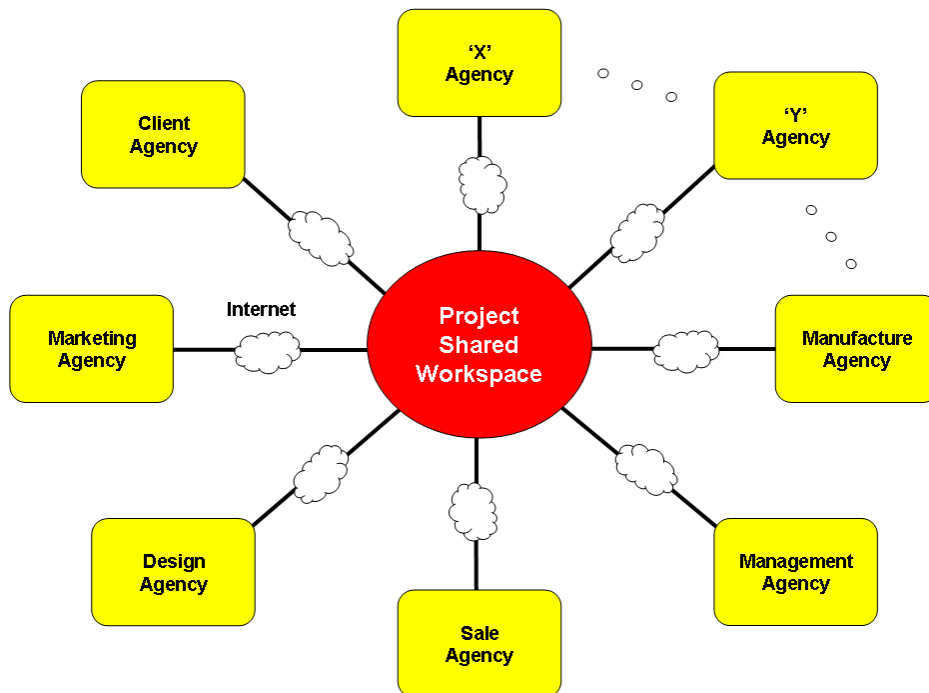 ‘X’
Agency
‘Y’
Agency
Client
Agency
Internet
Marketing
Agency
Project
Shared
Workspace
Manufacture
Agency
Design
Agency
Management
Agency
Sale
Agency